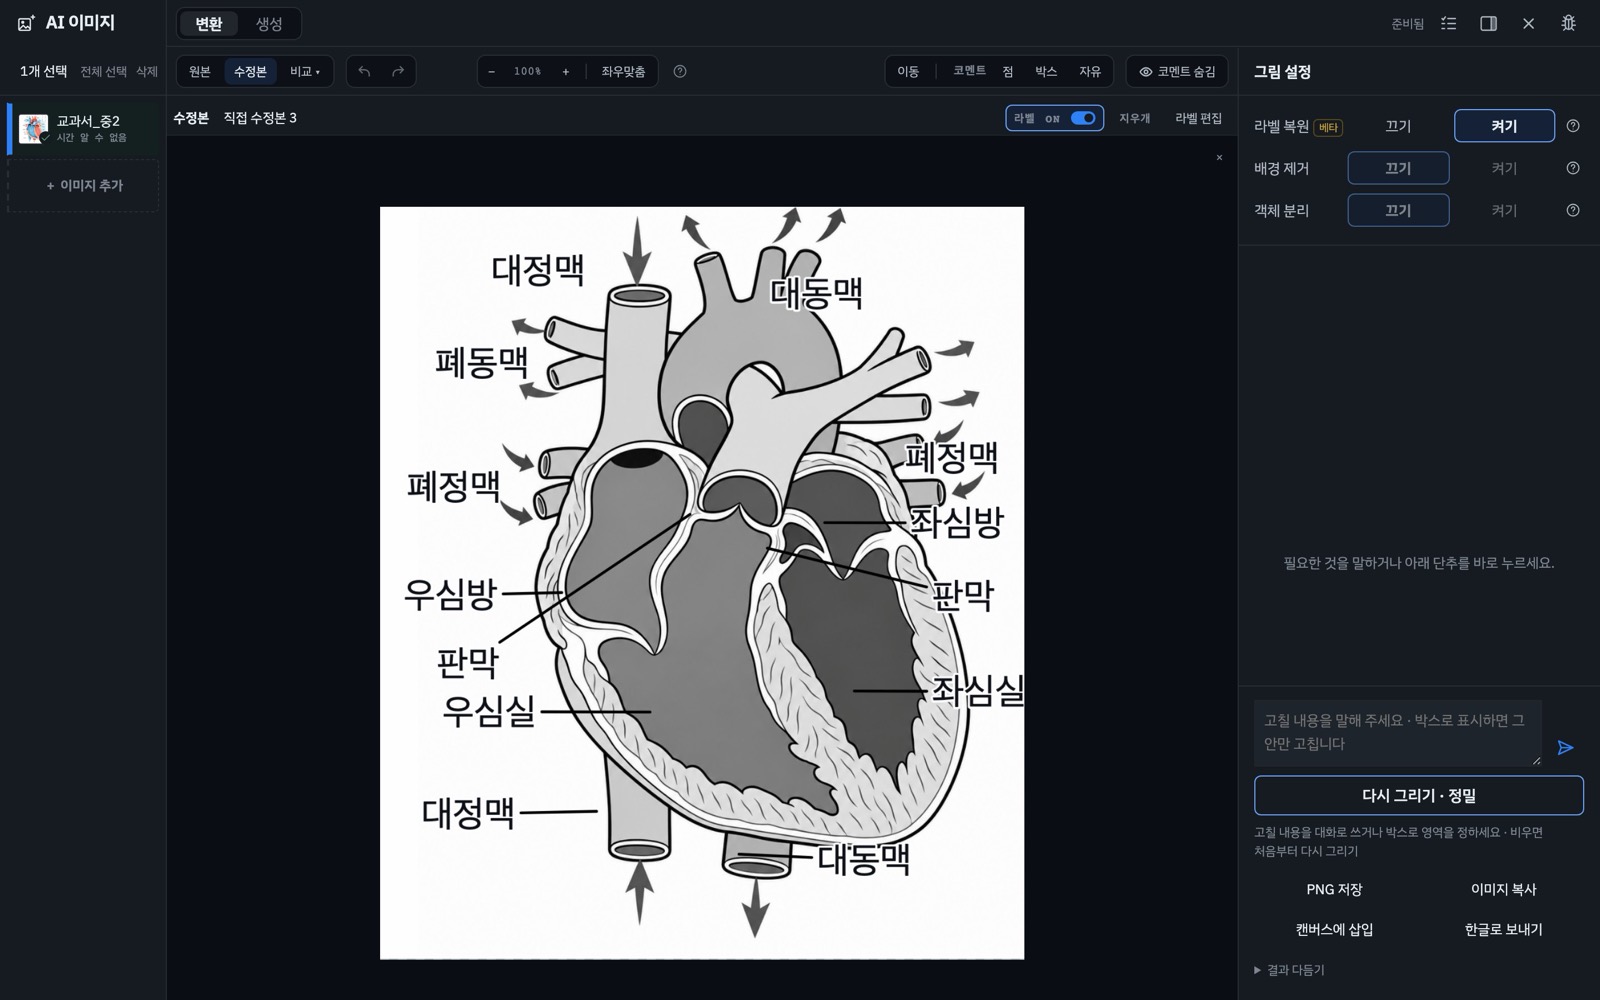 AI 이미지
변환
생성
준비됨
1개 선택
전체 선택
삭제
원본
수정본
비교 ▾
− 100% +
좌우맞춤
이동
코멘트
점
박스
자유
코멘트 숨김
그림 설정
교과서_중2
시간 알 수 없음
+ 이미지 추가
수정본
직접 수정본 3
라벨 ON
지우개
라벨 편집
×
대정맥
대동맥
폐동맥
폐정맥
폐정맥
좌심방
우심방
판막
판막
좌심실
우심실
대정맥
대동맥
라벨 복원
베타
끄기
켜기
배경 제거
끄기
켜기
객체 분리
끄기
켜기
필요한 것을 말하거나 아래 단추를 바로 누르세요.
고칠 내용을 말해 주세요 · 박스로 표시하면 그
안만 고칩니다
다시 그리기 · 정밀
고칠 내용을 대화로 쓰거나 박스로 영역을 정하세요 · 비우면
처음부터 다시 그리기
PNG 저장
이미지 복사
캔버스에 삽입
한글로 보내기
▶ 결과 다듬기